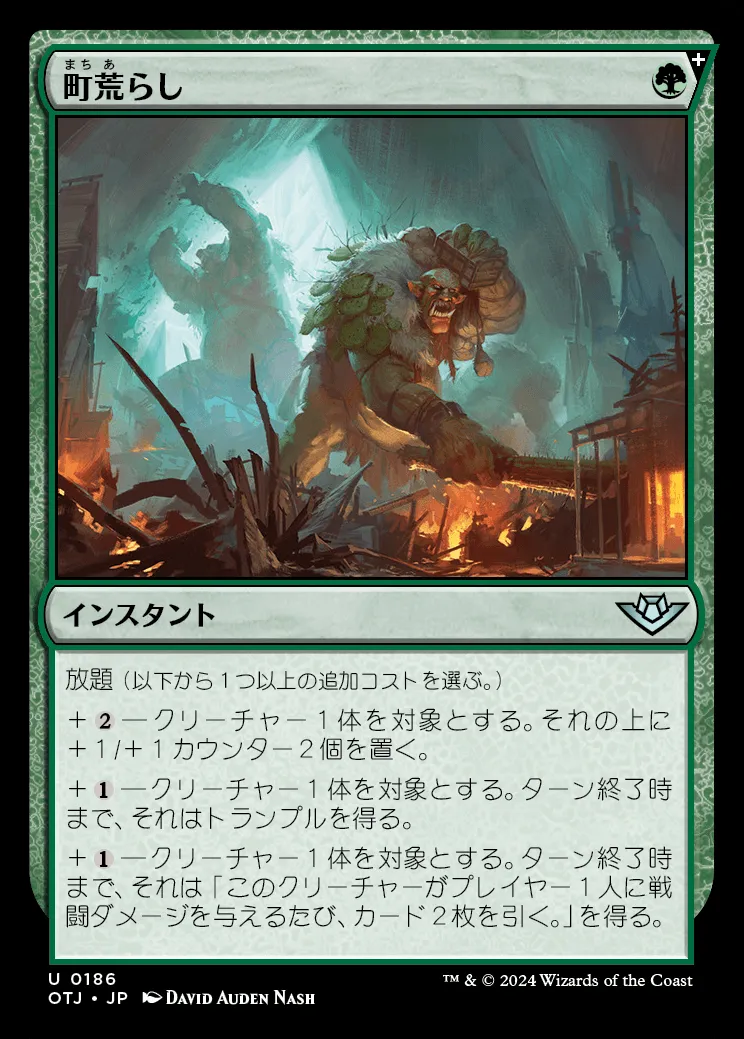 まち あ
町荒らし
+
インスタント
放題（以下から１つ以上の追加コストを選ぶ。）
＋ 2 ― クリーチャー１体を対象とする。それの上に
＋１/＋１カウンター２個を置く。
＋ 1 ― クリーチャー１体を対象とする。ターン終了時
まで、それはトランプルを得る。
＋ 1 ― クリーチャー１体を対象とする。ターン終了時
まで、それは「このクリーチャーがプレイヤー１人に戦
闘ダメージを与えるたび、カード２枚を引く。」を得る。
U 0186
™ & © 2024 Wizards of the Coast
OTJ • JP David Auden Nash